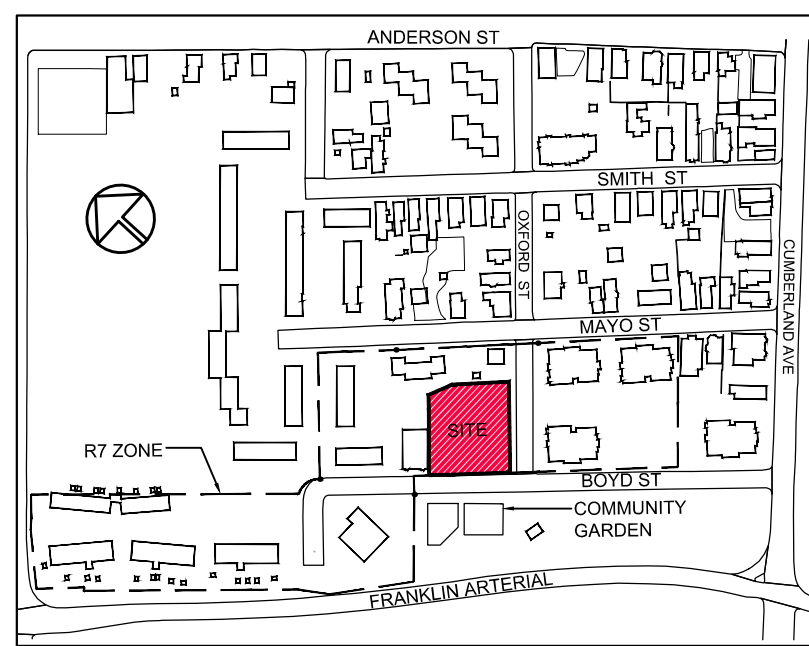 ANDERSON ST
SMITH ST
OXFORD ST
CUMBERLAND AVE
MAYO ST
SITE
R7 ZONE
BOYD ST
COMMUNITY
GARDEN
FRANKLIN ARTERIAL